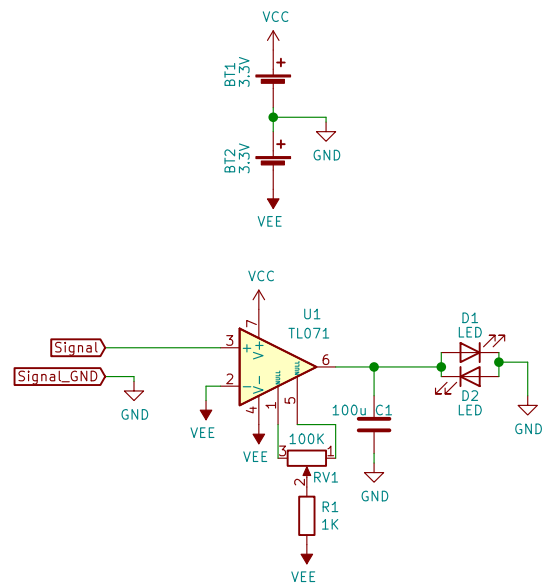 VCC
BT1
3.3V
GND
BT2
3.3V
VEE
VCC
U1
TL071
7
Signal
3
+
V+
NULL
NULL
6
D1
LED
Signal_GND
2
-
V-
GND
VEE
4
1
5
VEE
D2
LED
100u C1
GND
100K
3
1
RV1
2
GND
R1
1K
VEE